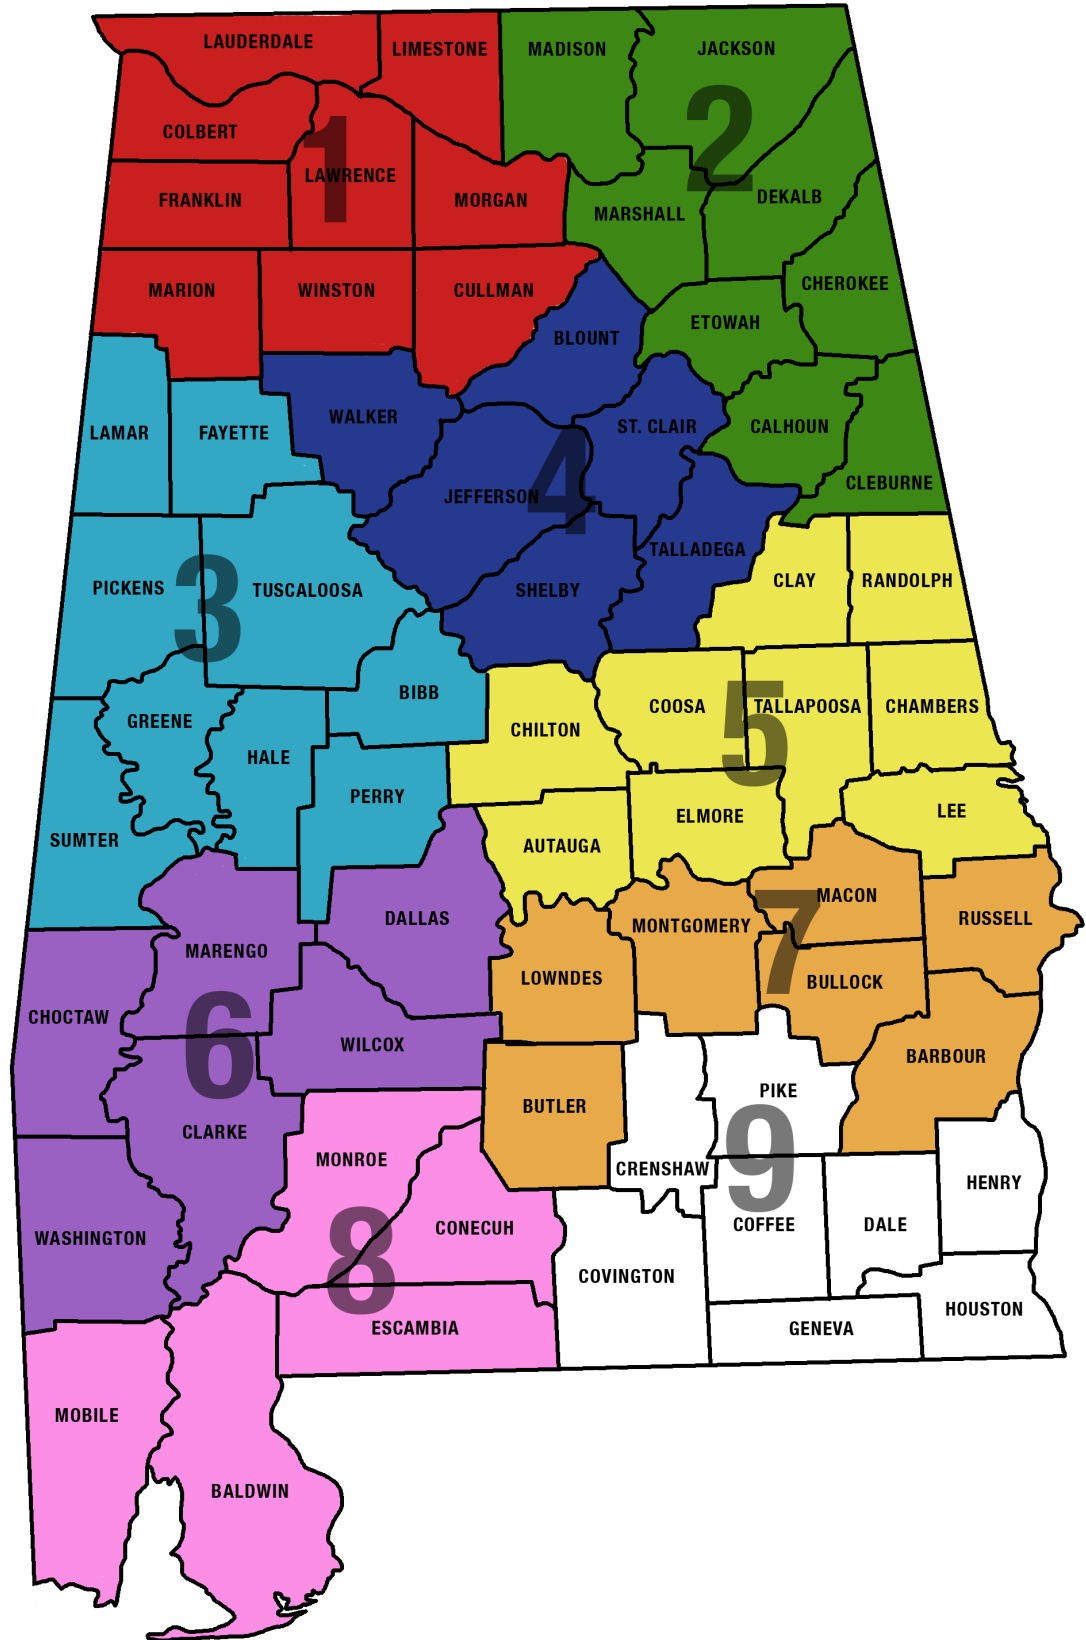 LAUDERDALE
LIMESTONE
MADISON
JACKSON
COLBERT
1
LAWRENCE
2
FRANKLIN
MORGAN
MARSHALL
DEKALB
MARION
WINSTON
CULLMAN
CHEROKEE
BLOUNT
ETOWAH
LAMAR
FAYETTE
WALKER
ST. CLAIR
CALHOUN
JEFFERSON
4
CLEBURNE
PICKENS
3
TUSCALOOSA
SHELBY
TALLADEGA
CLAY
RANDOLPH
GREENE
BIBB
CHILTON
COOSA
5
TALLAPOOSA
CHAMBERS
HALE
PERRY
SUMTER
AUTAUGA
ELMORE
LEE
MARENGO
DALLAS
LOWNDES
MONTGOMERY
7
MACON
RUSSELL
BULLOCK
CHOCTAW
6
WILCOX
BUTLER
PIKE
BARBOUR
CLARKE
MONROE
CRENSHAW
9
HENRY
WASHINGTON
8
CONECUH
COVINGTON
COFFEE
DALE
ESCAMBIA
GENEVA
HOUSTON
MOBILE
BALDWIN